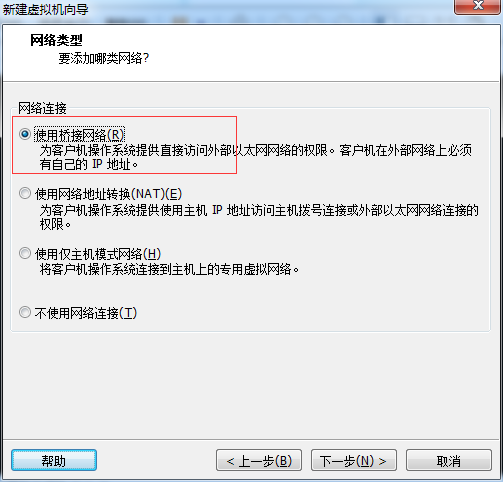 新建虚拟机向导
网络类型
要添加哪类网络?
网络连接
使用桥接网络(R)
为客户机操作系统提供直接访问外部以太网网络的权限。客户机在外部网络上必须
有自己的 IP 地址。
使用网络地址转换(NAT)(E)
为客户机操作系统提供使用主机 IP 地址访问主机拨号连接或外部以太网网络连接的
权限。
使用仅主机模式网络(H)
将客户机操作系统连接到主机上的专用虚拟网络。
不使用网络连接(T)
帮助
< 上一步(B)
下一步(N) >
取消